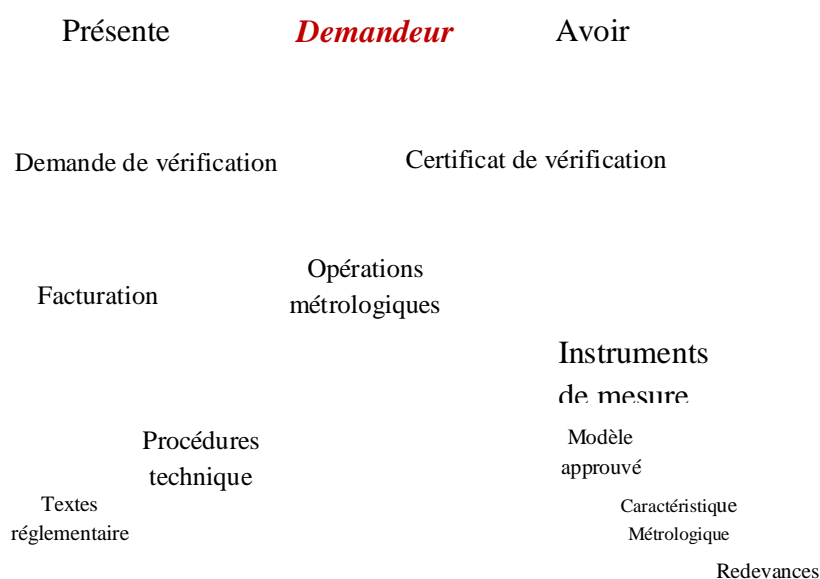 Présente
Demandeur
Avoir
Demande de vérification
Certificat de vérification
Facturation
Opérations
métrologiques
Instruments
de mesure
Procédures
technique
Modèle
approuvé
Textes
réglementaire
Caractéristique
Métrologique
Redevances